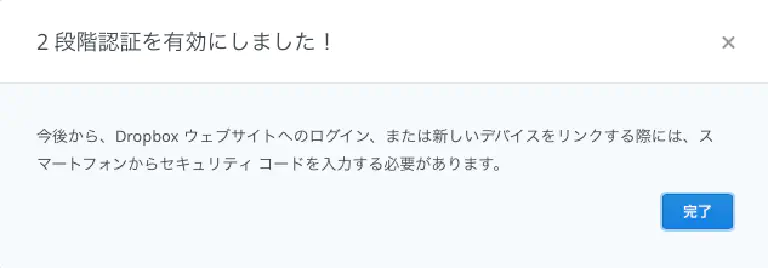 2 段階認証を有効にしました！
今後から、Dropbox ウェブサイトへのログイン、または新しいデバイスをリンクする際には、ス
マートフォンからセキュリティ コードを入力する必要があります。
完了